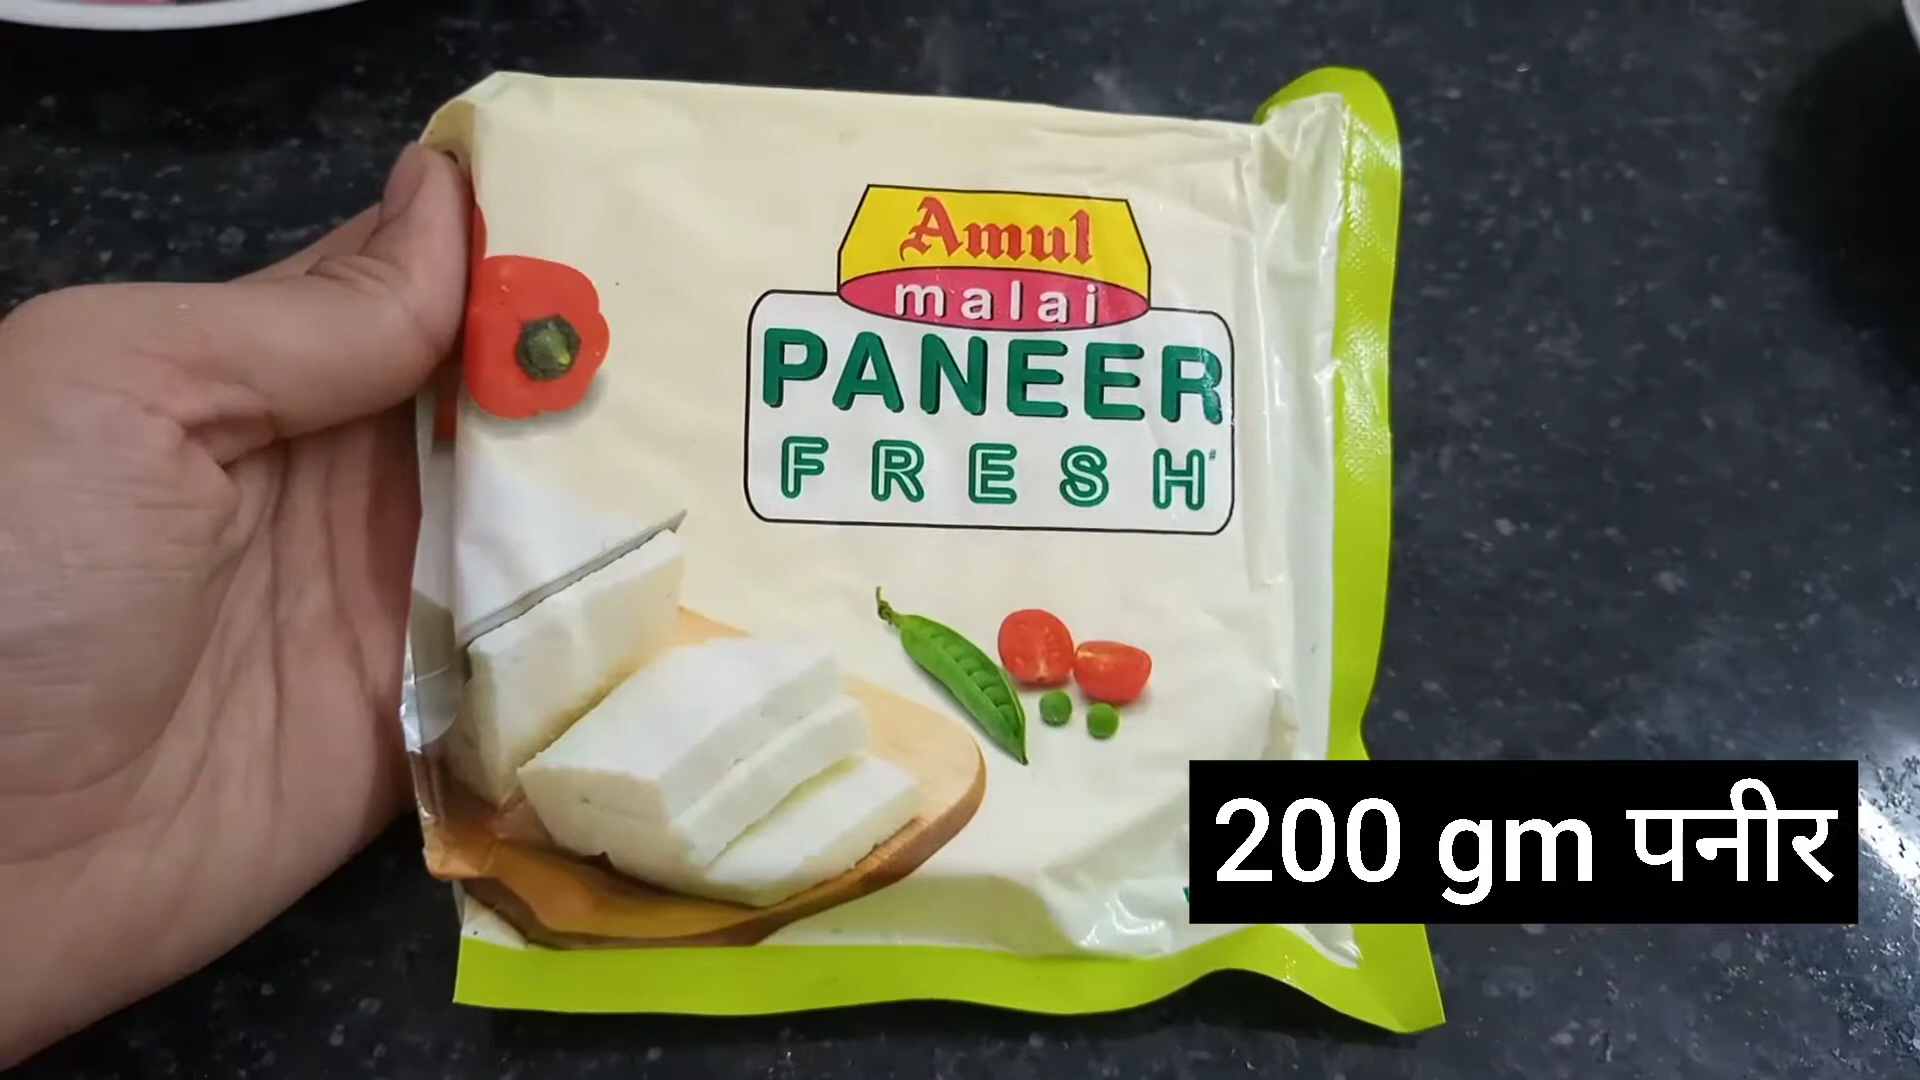 Amul
malai
PANEER
FRESH#
200 gm पनीर